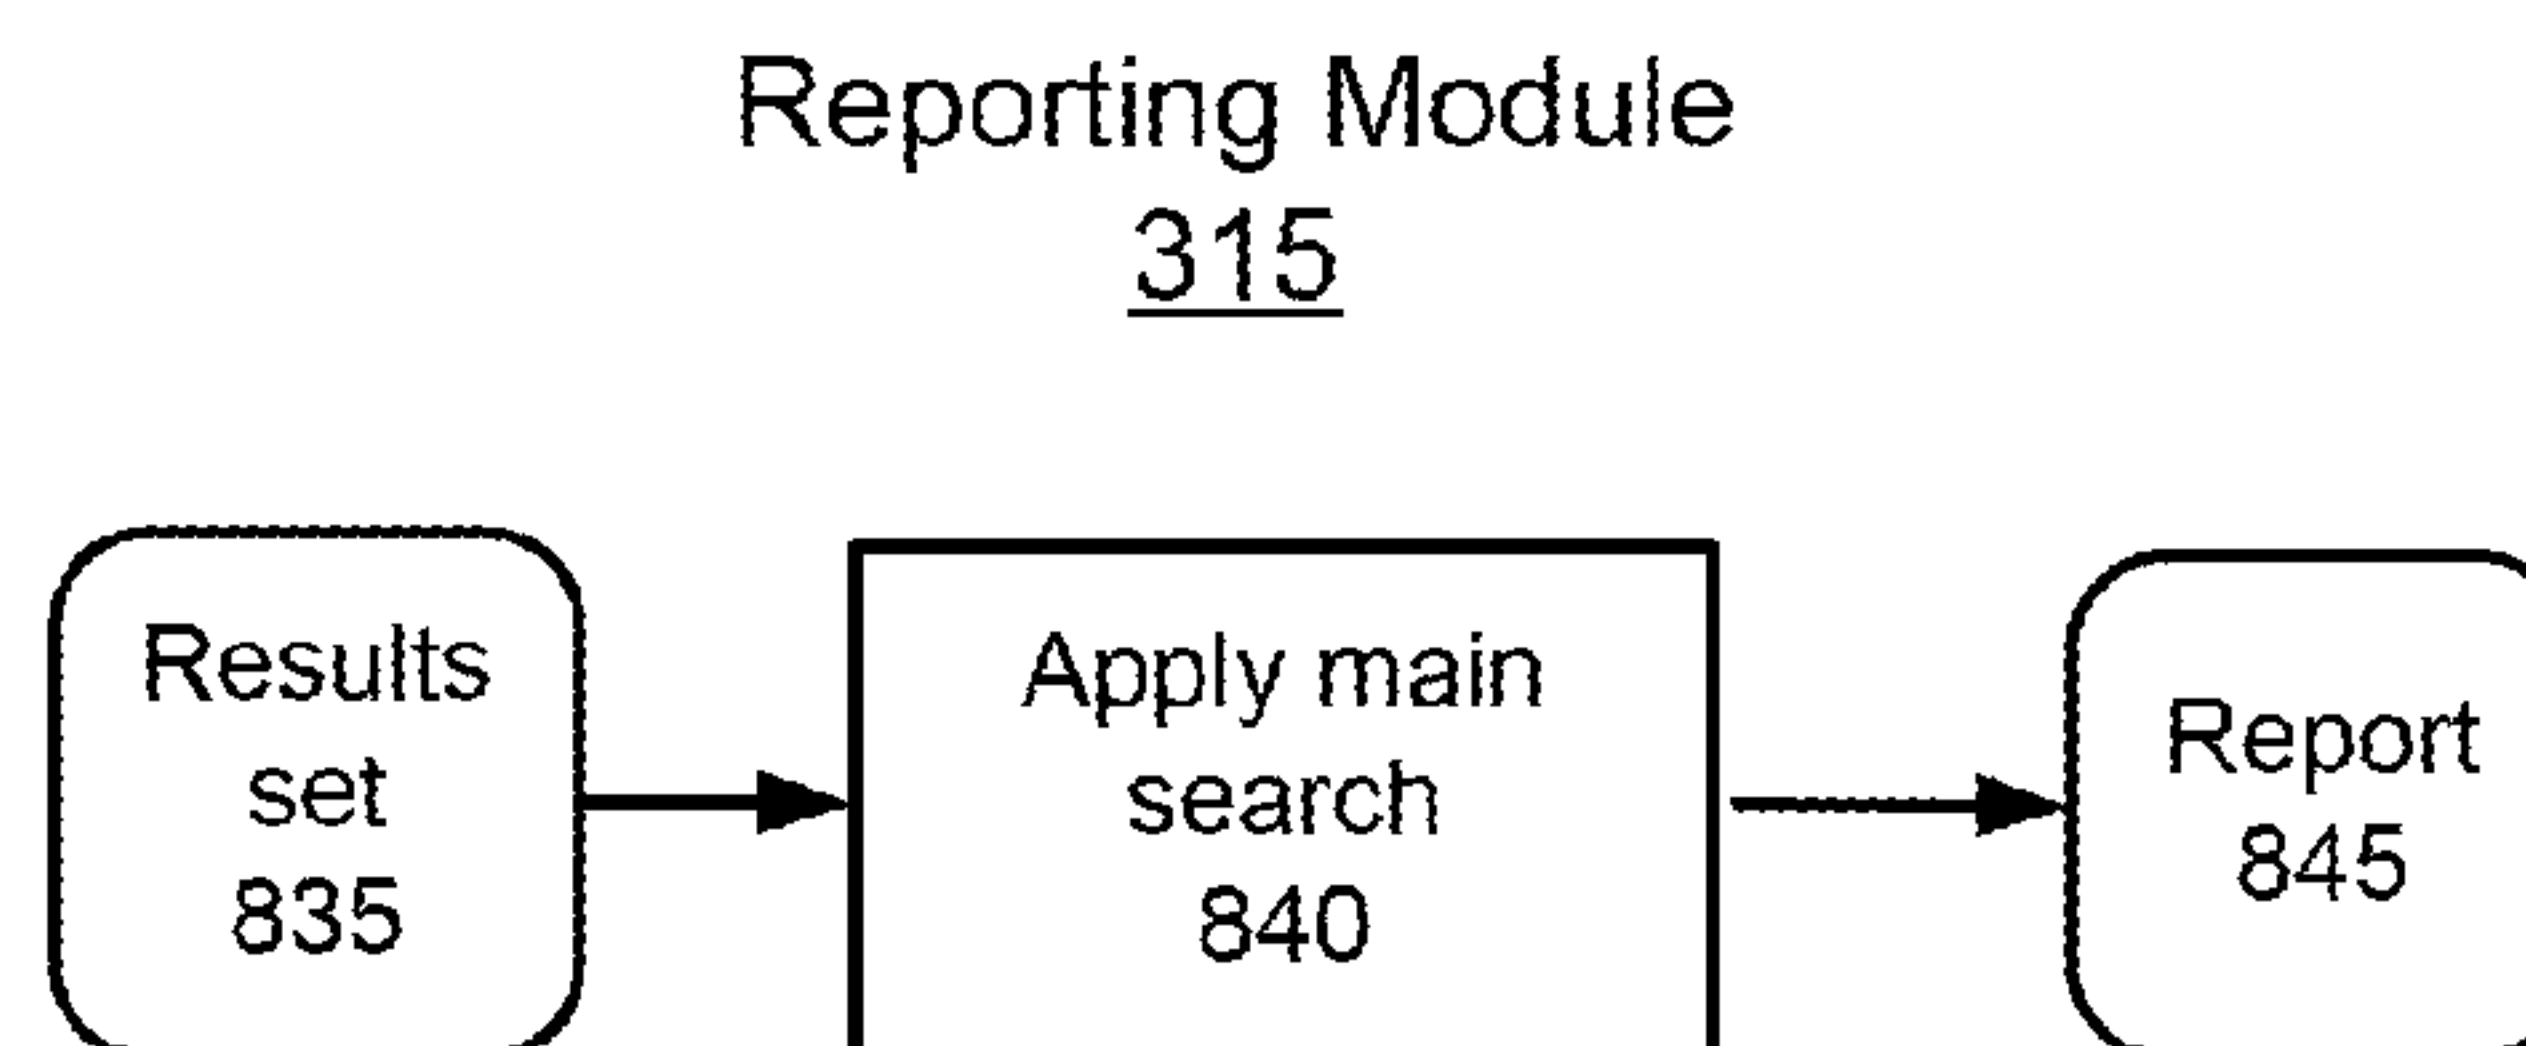 Reporting Module
315
Results
set
835
Apply main
search
840
Report
845